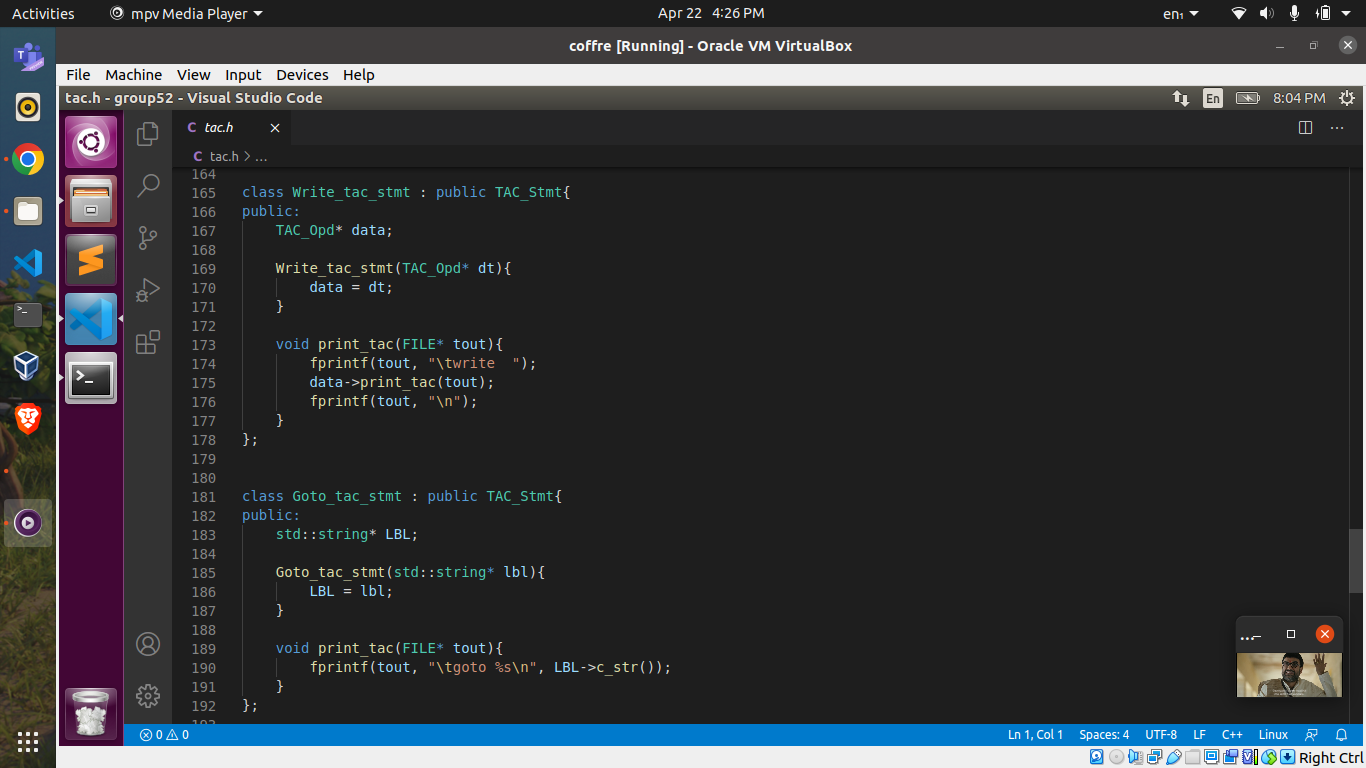 Activities
mpv Media Player
Apr 22 4:26 PM
en₁
coffre [Running] - Oracle VM VirtualBox
File Machine View Input Devices Help
tac.h - group52 - Visual Studio Code
En
8:04 PM
C tac.h
C tac.h > ...
164
165 class Write_tac_stmt : public TAC_Stmt{
166 public:
167     TAC_Opd* data;
168
169     Write_tac_stmt(TAC_Opd* dt){
170         data = dt;
171     }
172
173     void print_tac(FILE* tout){
174         fprintf(tout, "\twrite  ");
175         data->print_tac(tout);
176         fprintf(tout, "\n");
177     }
178 };
179
180
181 class Goto_tac_stmt : public TAC_Stmt{
182 public:
183     std::string* LBL;
184
185     Goto_tac_stmt(std::string* lbl){
186         LBL = lbl;
187     }
188
189     void print_tac(FILE* tout){
190         fprintf(tout, "\tgoto %s\n", LBL->c_str());
191     }
192 };
193
...
0 0
Ln 1, Col 1 Spaces: 4 UTF-8 LF C++ Linux
Right Ctrl